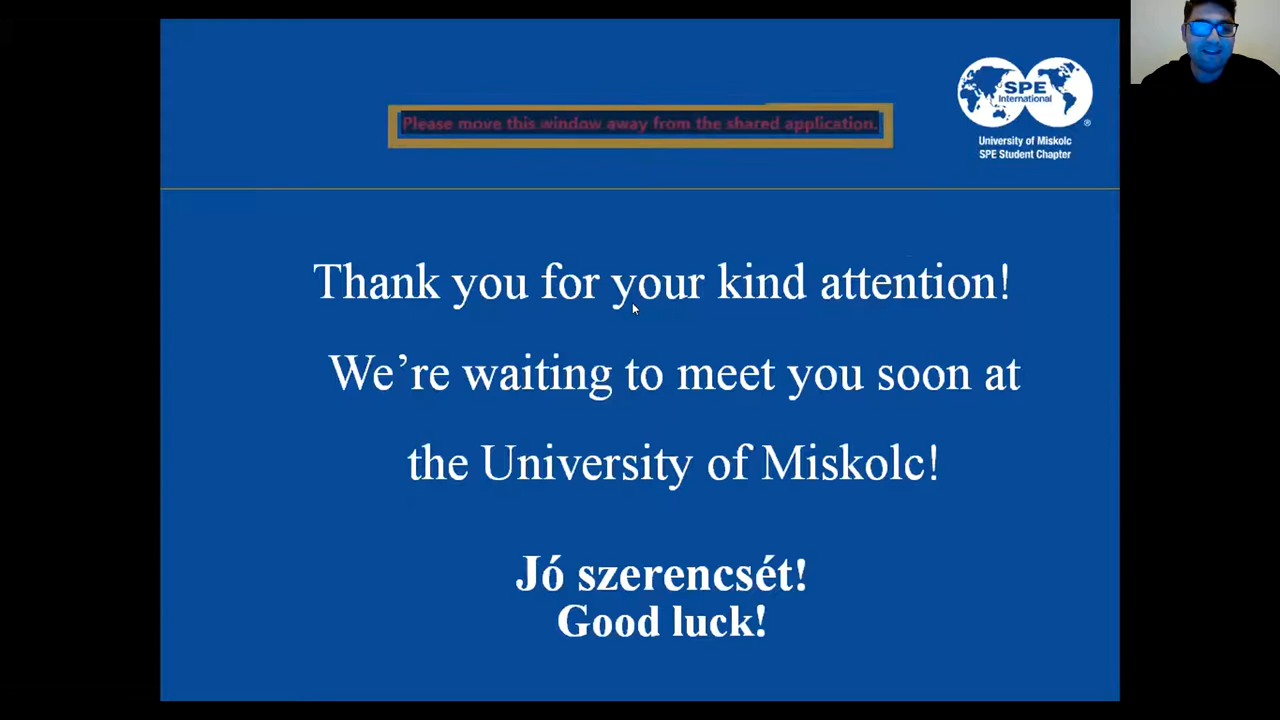 Please move this window away from the shared application.
SPE
International
University of Miskolc
SPE Student Chapter
Thank you for your kind attention!
We’re waiting to meet you soon at
the University of Miskolc!
Jó szerencsét!
Good luck!